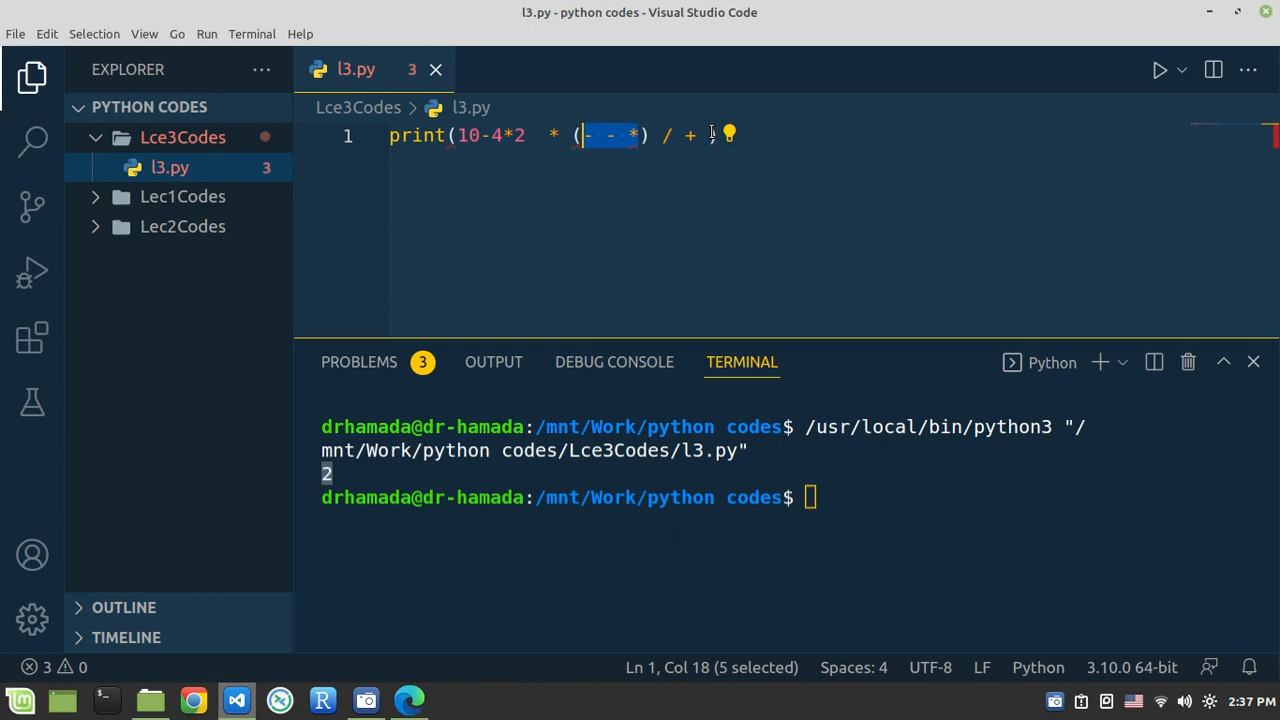 l3.py - python codes - Visual Studio Code
File Edit Selection View Go Run Terminal Help
EXPLORER
l3.py 3
PYTHON CODES
Lce3Codes > l3.py
Lce3Codes
1 print(10-4*2  * (- - *) / + )
l3.py 3
Lec1Codes
Lec2Codes
PROBLEMS 3 OUTPUT DEBUG CONSOLE TERMINAL Python
drhamada@dr-hamada:/mnt/Work/python codes$ /usr/local/bin/python3 "/
mnt/Work/python codes/Lce3Codes/l3.py"
2
drhamada@dr-hamada:/mnt/Work/python codes$
OUTLINE
TIMELINE
3 0 Ln 1, Col 18 (5 selected) Spaces: 4 UTF-8 LF Python 3.10.0 64-bit
2:37 PM